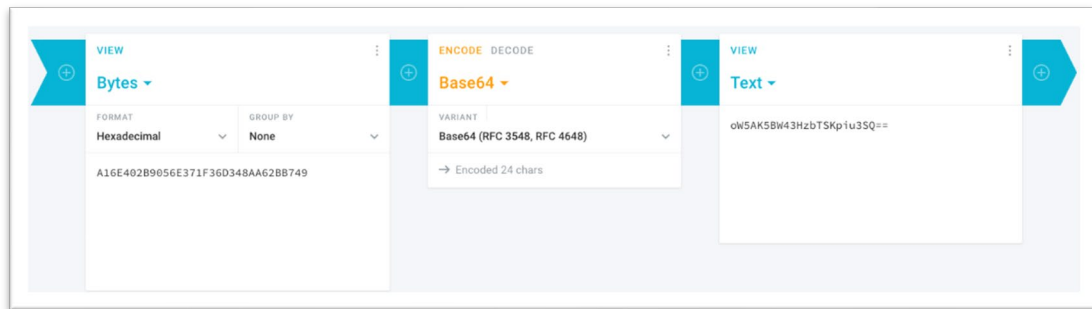 VIEW
Bytes
FORMAT
Hexadecimal
GROUP BY
None
A16E402B9056E371F36D348AA62BB749
ENCODE DECODE
Base64
VARIANT
Base64 (RFC 3548, RFC 4648)
→ Encoded 24 chars
VIEW
Text
oW5AK5BW43HzbTSKpiu3SQ==